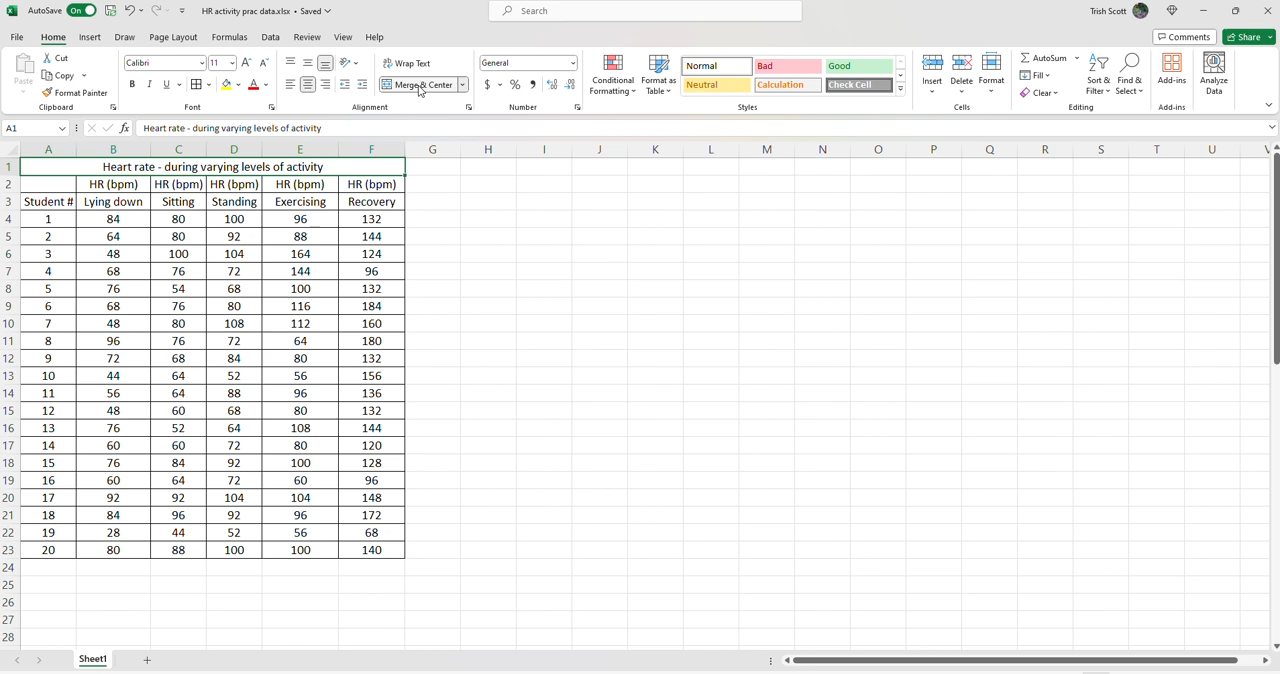 AutoSave On HR activity prac data.xlsx • Saved Search Trish Scott
File Home Insert Draw Page Layout Formulas Data Review View Help Comments Share
Paste Cut Copy Format Painter Clipboard
Calibri 11 A A B I U A Font
Wrap Text Merge & Center Alignment
General $ % , Number
Conditional Formatting Format as Table Normal Bad Good Neutral Calculation Check Cell Styles
Insert Delete Format Cells
AutoSum Fill Clear Sort & Filter Find & Select Editing
Add-ins Add-ins Analyze Data
A1 fx Heart rate - during varying levels of activity
A B C D E F G H I J K L M N O P Q R S T U
1 Heart rate - during varying levels of activity
2 HR (bpm) HR (bpm) HR (bpm) HR (bpm) HR (bpm)
3 Student # Lying down Sitting Standing Exercising Recovery
4 1 84 80 100 96 132
5 2 64 80 92 88 144
6 3 48 100 104 164 124
7 4 68 76 72 144 96
8 5 76 54 68 100 132
9 6 68 76 80 116 184
10 7 48 80 108 112 160
11 8 96 76 72 64 180
12 9 72 68 84 80 132
13 10 44 64 52 56 156
14 11 56 64 88 96 136
15 12 48 60 68 80 132
16 13 76 52 64 108 144
17 14 60 60 72 80 120
18 15 76 84 92 100 128
19 16 60 64 72 60 96
20 17 92 92 104 104 148
21 18 84 96 92 96 172
22 19 28 44 52 56 68
23 20 80 88 100 100 140
24
25
26
27
28
Sheet1